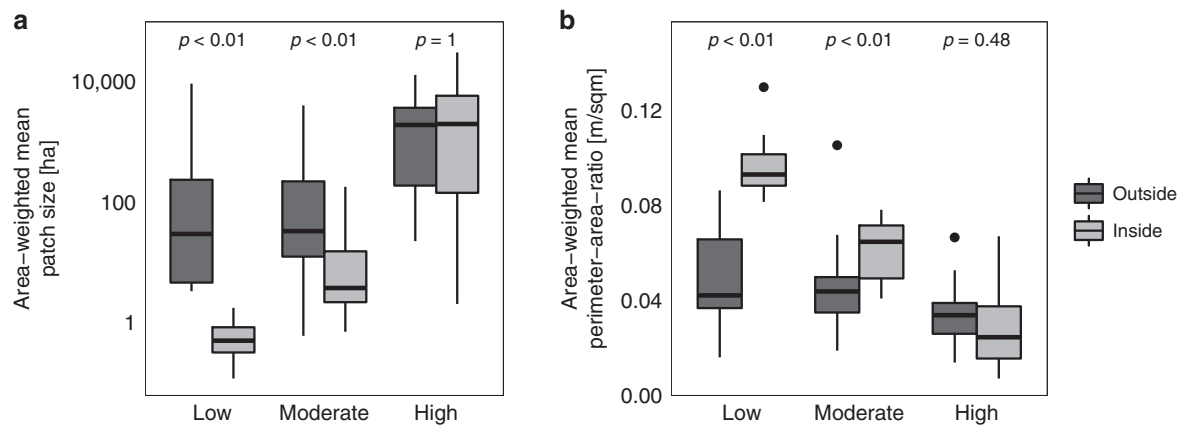 a
Area–weighted mean
patch size [ha]
10,000
100
1
p < 0.01
p < 0.01
p = 1
Low
Moderate
High
b
Area–weighted mean
perimeter–area–ratio [m/sqm]
0.12
0.08
0.04
0.00
p < 0.01
p < 0.01
p = 0.48
Low
Moderate
High
Outside
Inside